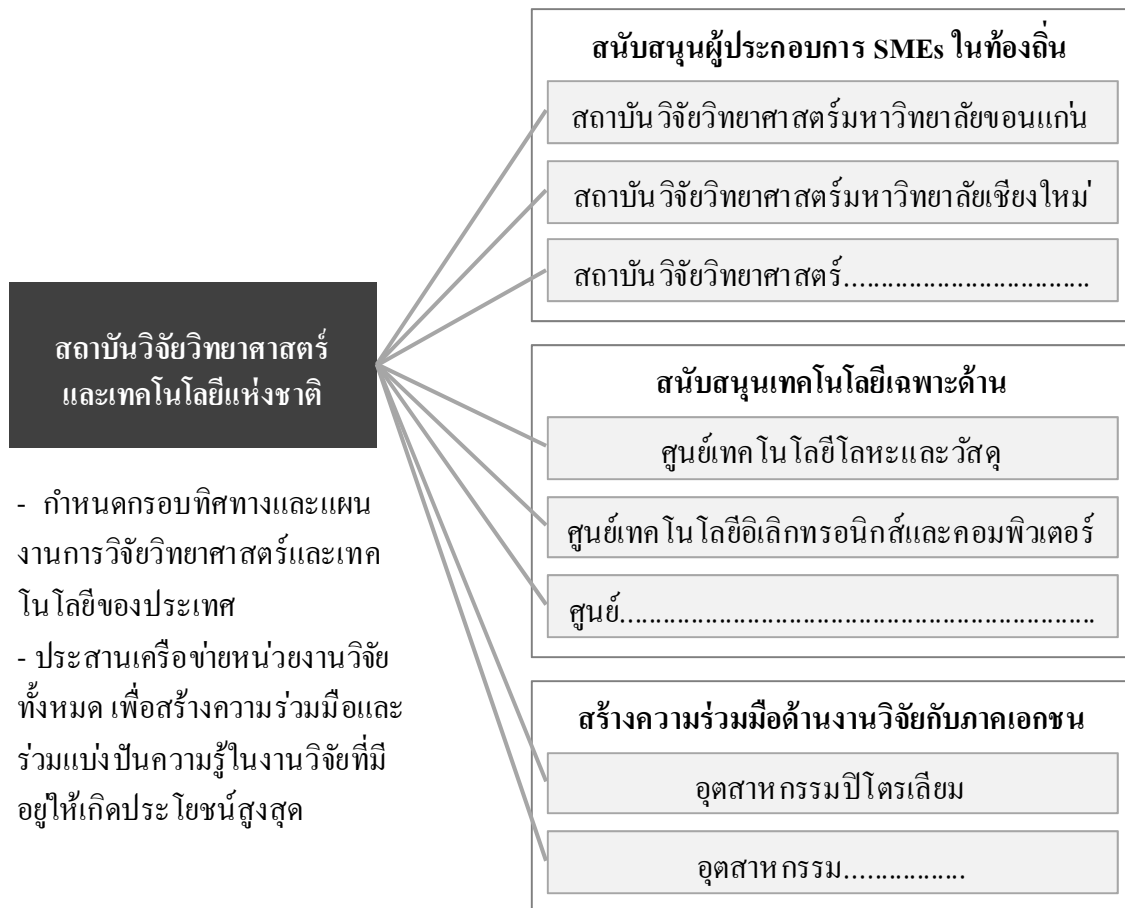 สถาบันวิจัยวิทยาศาสตร์
และเทคโนโลยีแห่งชาติ
- กำหนดกรอบทิศทางและแผน
งานการวิจัยวิทยาศาสตร์และเทค
โนโลยีของประเทศ
- ประสานเครือข่ายหน่วยงานวิจัย
ทั้งหมด เพื่อสร้างความร่วมมือและ
ร่วมแบ่งปันความรู้ในงานวิจัยที่มี
อยู่ให้เกิดประโยชน์สูงสุด
สนับสนุนผู้ประกอบการ SMEs ในท้องถิ่น
สถาบันวิจัยวิทยาศาสตร์มหาวิทยาลัยขอนแก่น
สถาบันวิจัยวิทยาศาสตร์มหาวิทยาลัยเชียงใหม่
สถาบันวิจัยวิทยาศาสตร์................................
สนับสนุนเทคโนโลยีเฉพาะด้าน
ศูนย์เทคโนโลยีโลหะและวัสดุ
ศูนย์เทคโนโลยีอิเลิกทรอนิกส์และคอมพิวเตอร์
ศูนย์..............................................................
สร้างความร่วมมือด้านงานวิจัยกับภาคเอกชน
อุตสาหกรรมปิโตรเลียม
อุตสาหกรรม................